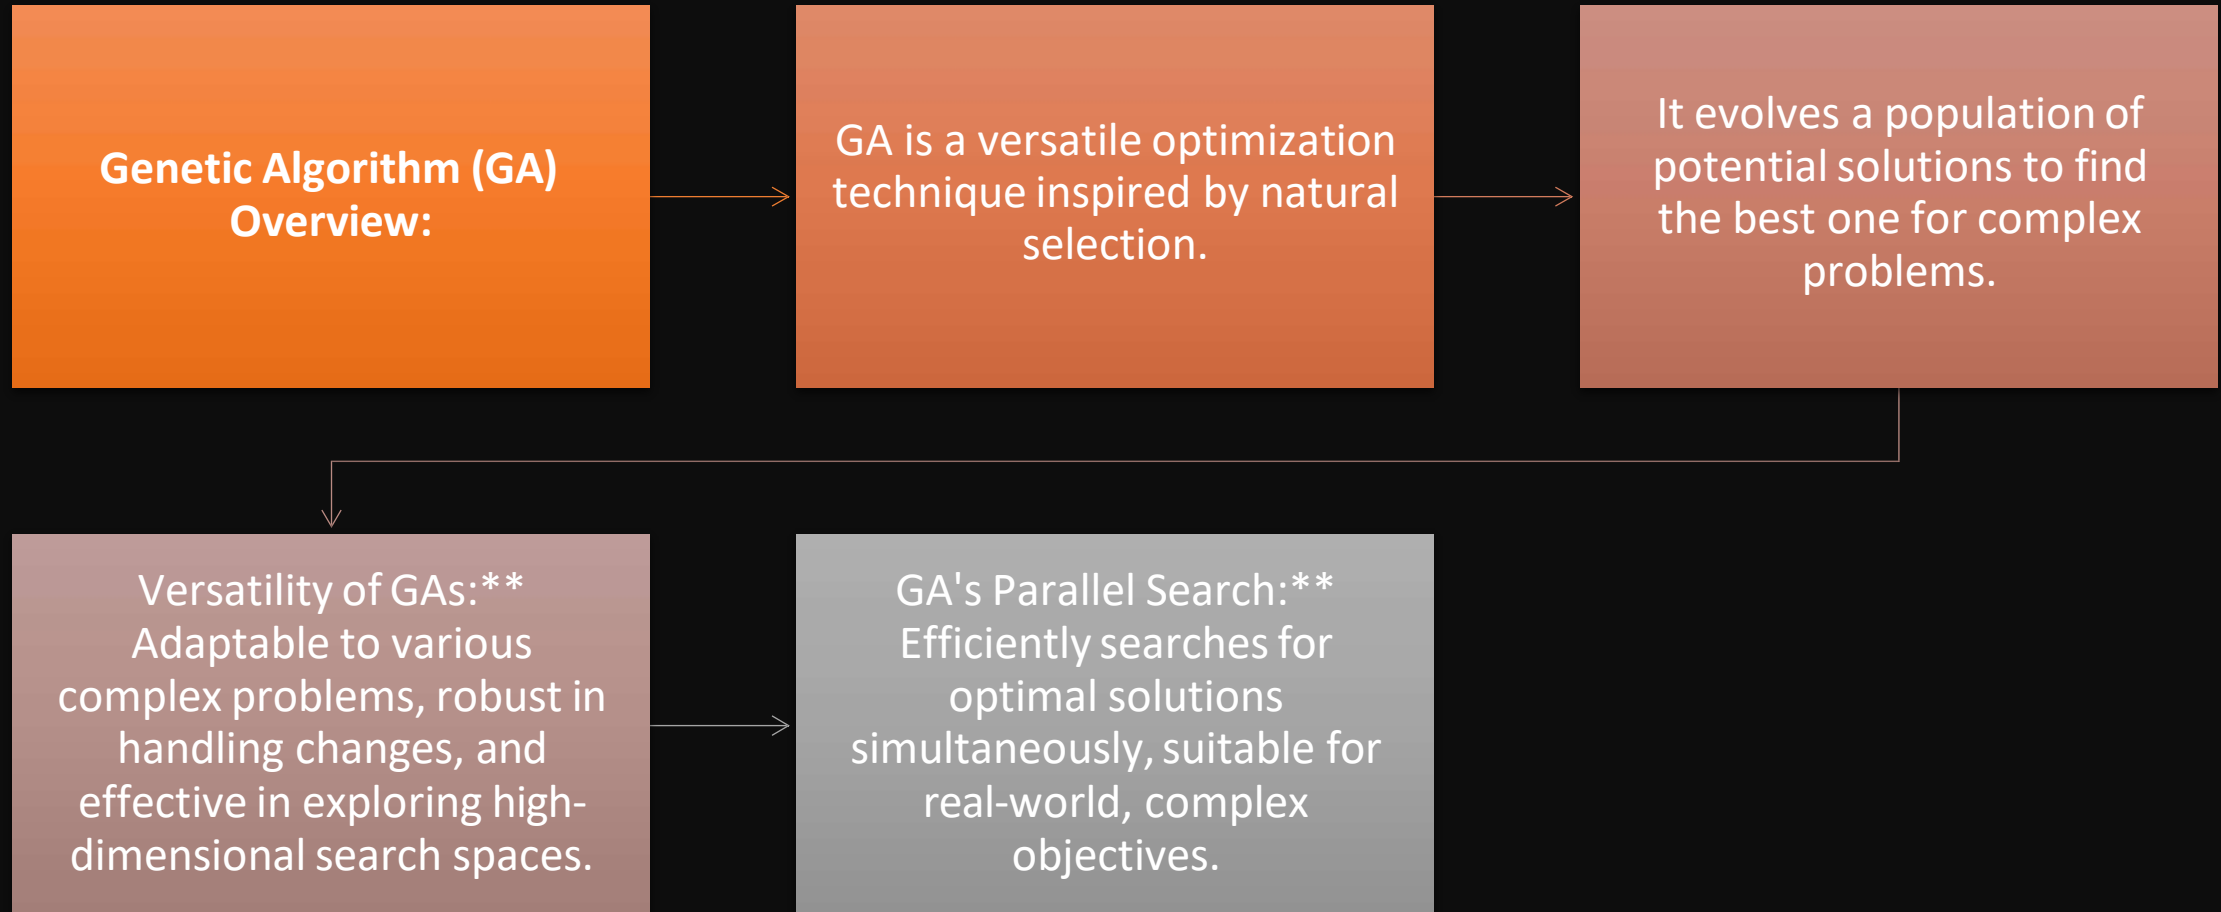 Genetic Algorithm (GA)
Overview:
GA is a versatile optimization
technique inspired by natural
selection.
It evolves a population of
potential solutions to find
the best one for complex
problems.
Versatility of GAs:**
Adaptable to various
complex problems, robust in
handling changes, and
effective in exploring high-
dimensional search spaces.
GA's Parallel Search:**
Efficiently searches for
optimal solutions
simultaneously, suitable for
real-world, complex
objectives.